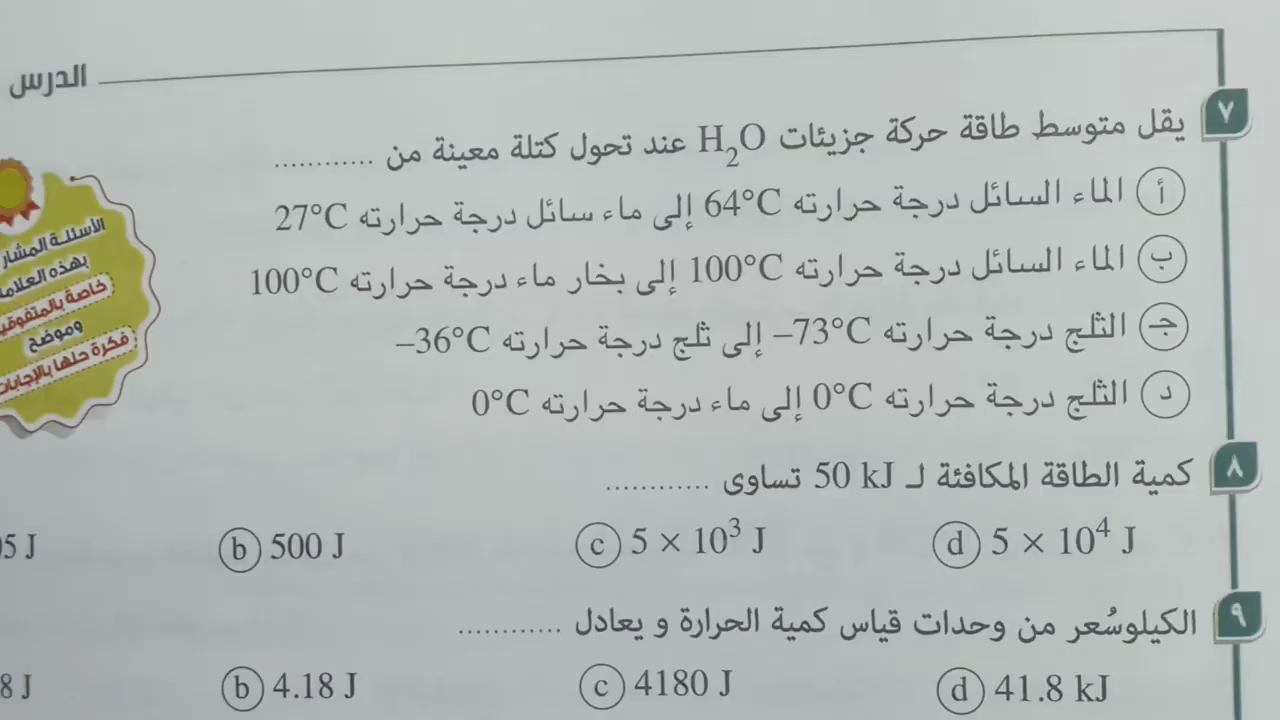 الدرس
٧ يقل متوسط طاقة حركة جزيئات H₂O عند تحول كتلة معينة من ............
أ الماء السائل درجة حرارته 64°C إلى ماء سائل درجة حرارته 27°C
ب الماء السائل درجة حرارته 100°C إلى بخار ماء درجة حرارته 100°C
جـ الثلج درجة حرارته –73°C إلى ثلج درجة حرارته –36°C
د الثلج درجة حرارته 0°C إلى ماء درجة حرارته 0°C
الأسئلة المشار
بهذه
خاصة
وموضح
فكرة حلها بالإجابات
٨ كمية الطاقة المكافئة لـ 50 kJ تساوى ............
5 J b 500 J c 5 × 10³ J d 5 × 10⁴ J
٩ الكيلوسُعر من وحدات قياس كمية الحرارة و يعادل ............
8 J b 4.18 J c 4180 J d 41.8 kJ